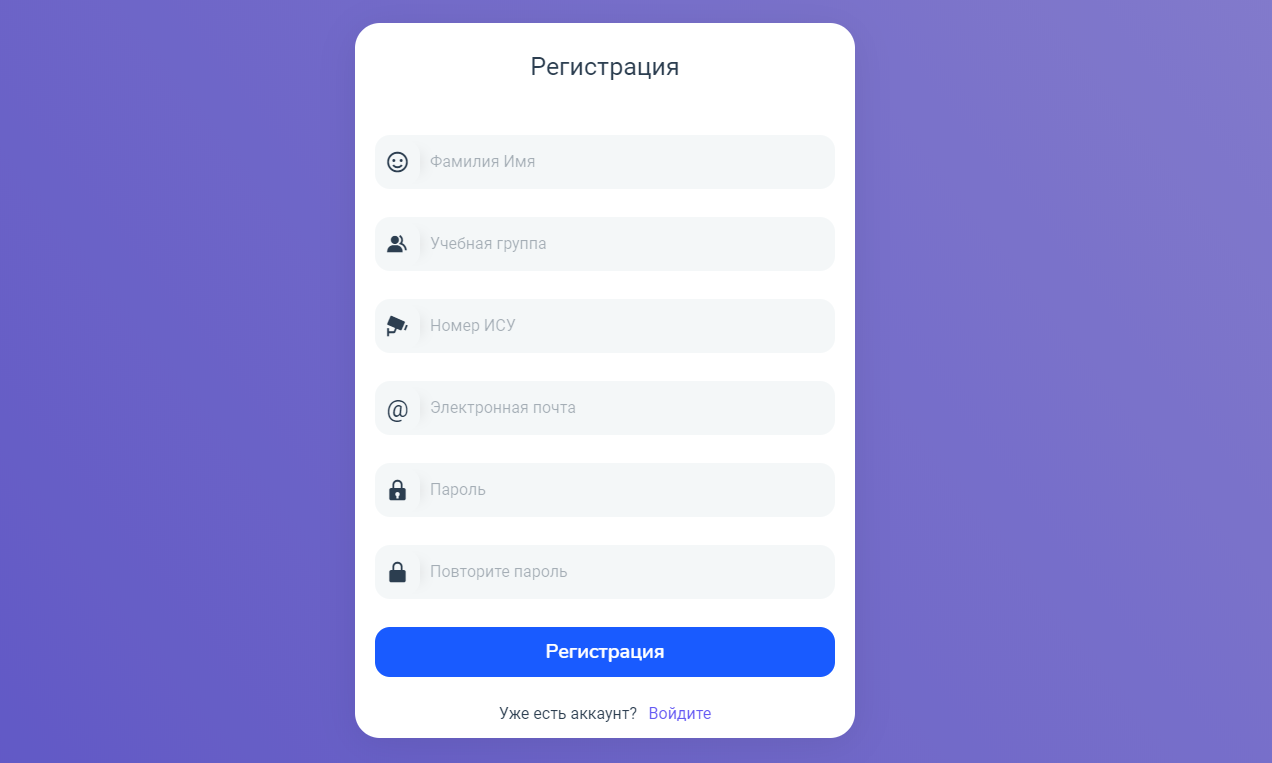 Регистрация
Фамилия Имя
Учебная группа
Номер ИСУ
@ Электронная почта
Пароль
Повторите пароль
Регистрация
Уже есть аккаунт? Войдите